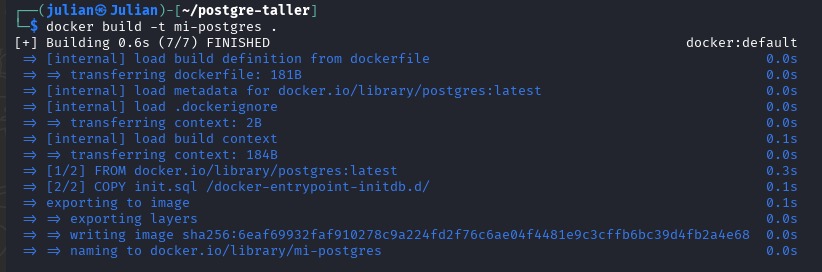 ┌──(julian㉿Julian)-[~/postgre-taller]
└─$ docker build -t mi-postgres .
[+] Building 0.6s (7/7) FINISHED docker:default
=> [internal] load build definition from dockerfile 0.0s
=> => transferring dockerfile: 181B 0.0s
=> [internal] load metadata for docker.io/library/postgres:latest 0.0s
=> [internal] load .dockerignore 0.0s
=> => transferring context: 2B 0.0s
=> [internal] load build context 0.1s
=> => transferring context: 184B 0.0s
=> [1/2] FROM docker.io/library/postgres:latest 0.3s
=> [2/2] COPY init.sql /docker-entrypoint-initdb.d/ 0.1s
=> exporting to image 0.1s
=> => exporting layers 0.0s
=> => writing image sha256:6eaf69932faf910278c9a224fd2f76c6ae04f4481e9c3cffb6bc39d4fb2a4e68 0.0s
=> => naming to docker.io/library/mi-postgres 0.0s